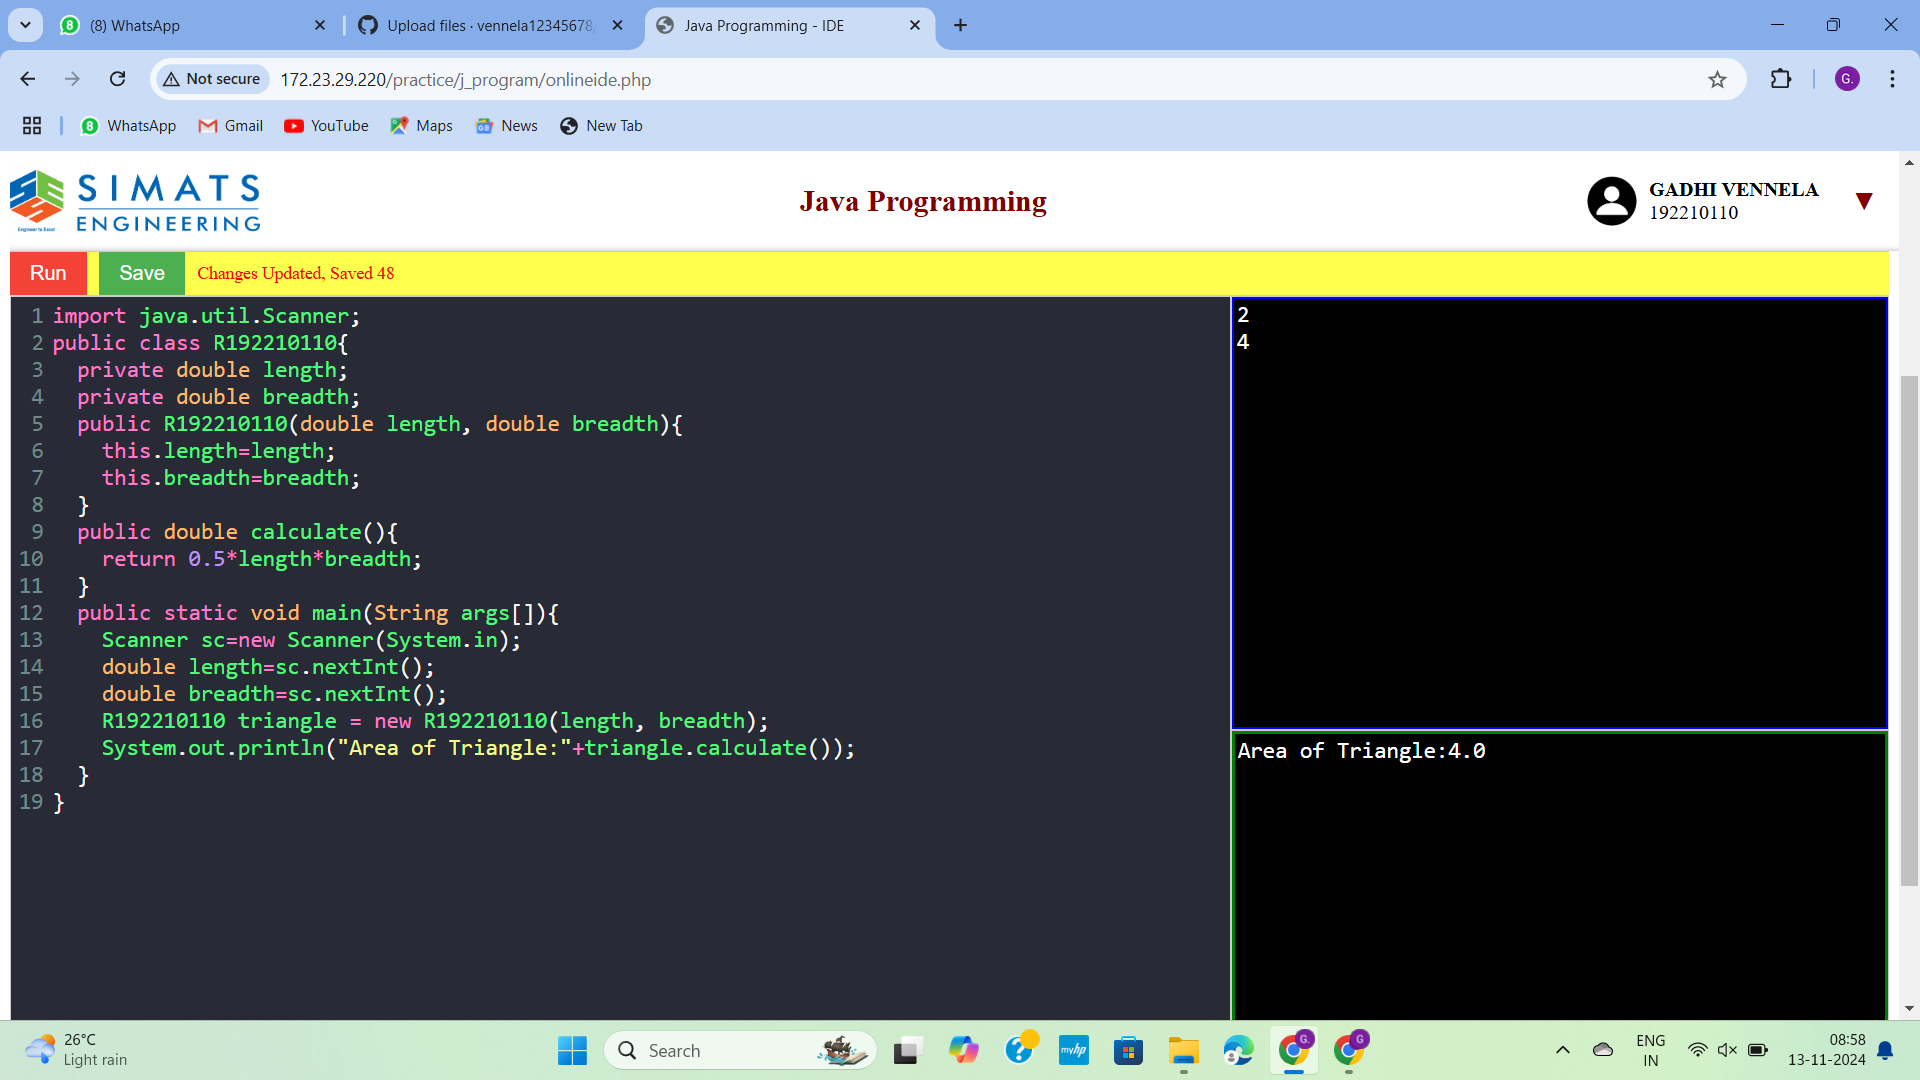 (8) WhatsApp
Upload files · vennela12345678
Java Programming - IDE
Not secure
172.23.29.220/practice/j_program/onlineide.php
G.
WhatsApp
Gmail
YouTube
Maps
News
New Tab
SIMATS
ENGINEERING
Engineer to Excel
Java Programming
GADHI VENNELA
192210110
Run
Save
Changes Updated, Saved 48
1 import java.util.Scanner;
2 public class R192210110{
3 private double length;
4 private double breadth;
5 public R192210110(double length, double breadth){
6 this.length=length;
7 this.breadth=breadth;
8 }
9 public double calculate(){
10 return 0.5*length*breadth;
11 }
12 public static void main(String args[]){
13 Scanner sc=new Scanner(System.in);
14 double length=sc.nextInt();
15 double breadth=sc.nextInt();
16 R192210110 triangle = new R192210110(length, breadth);
17 System.out.println("Area of Triangle:"+triangle.calculate());
18 }
19 }
2
4
Area of Triangle:4.0
26°C
Light rain
Search
myhp
G.
G
ENG
IN
08:58
13-11-2024